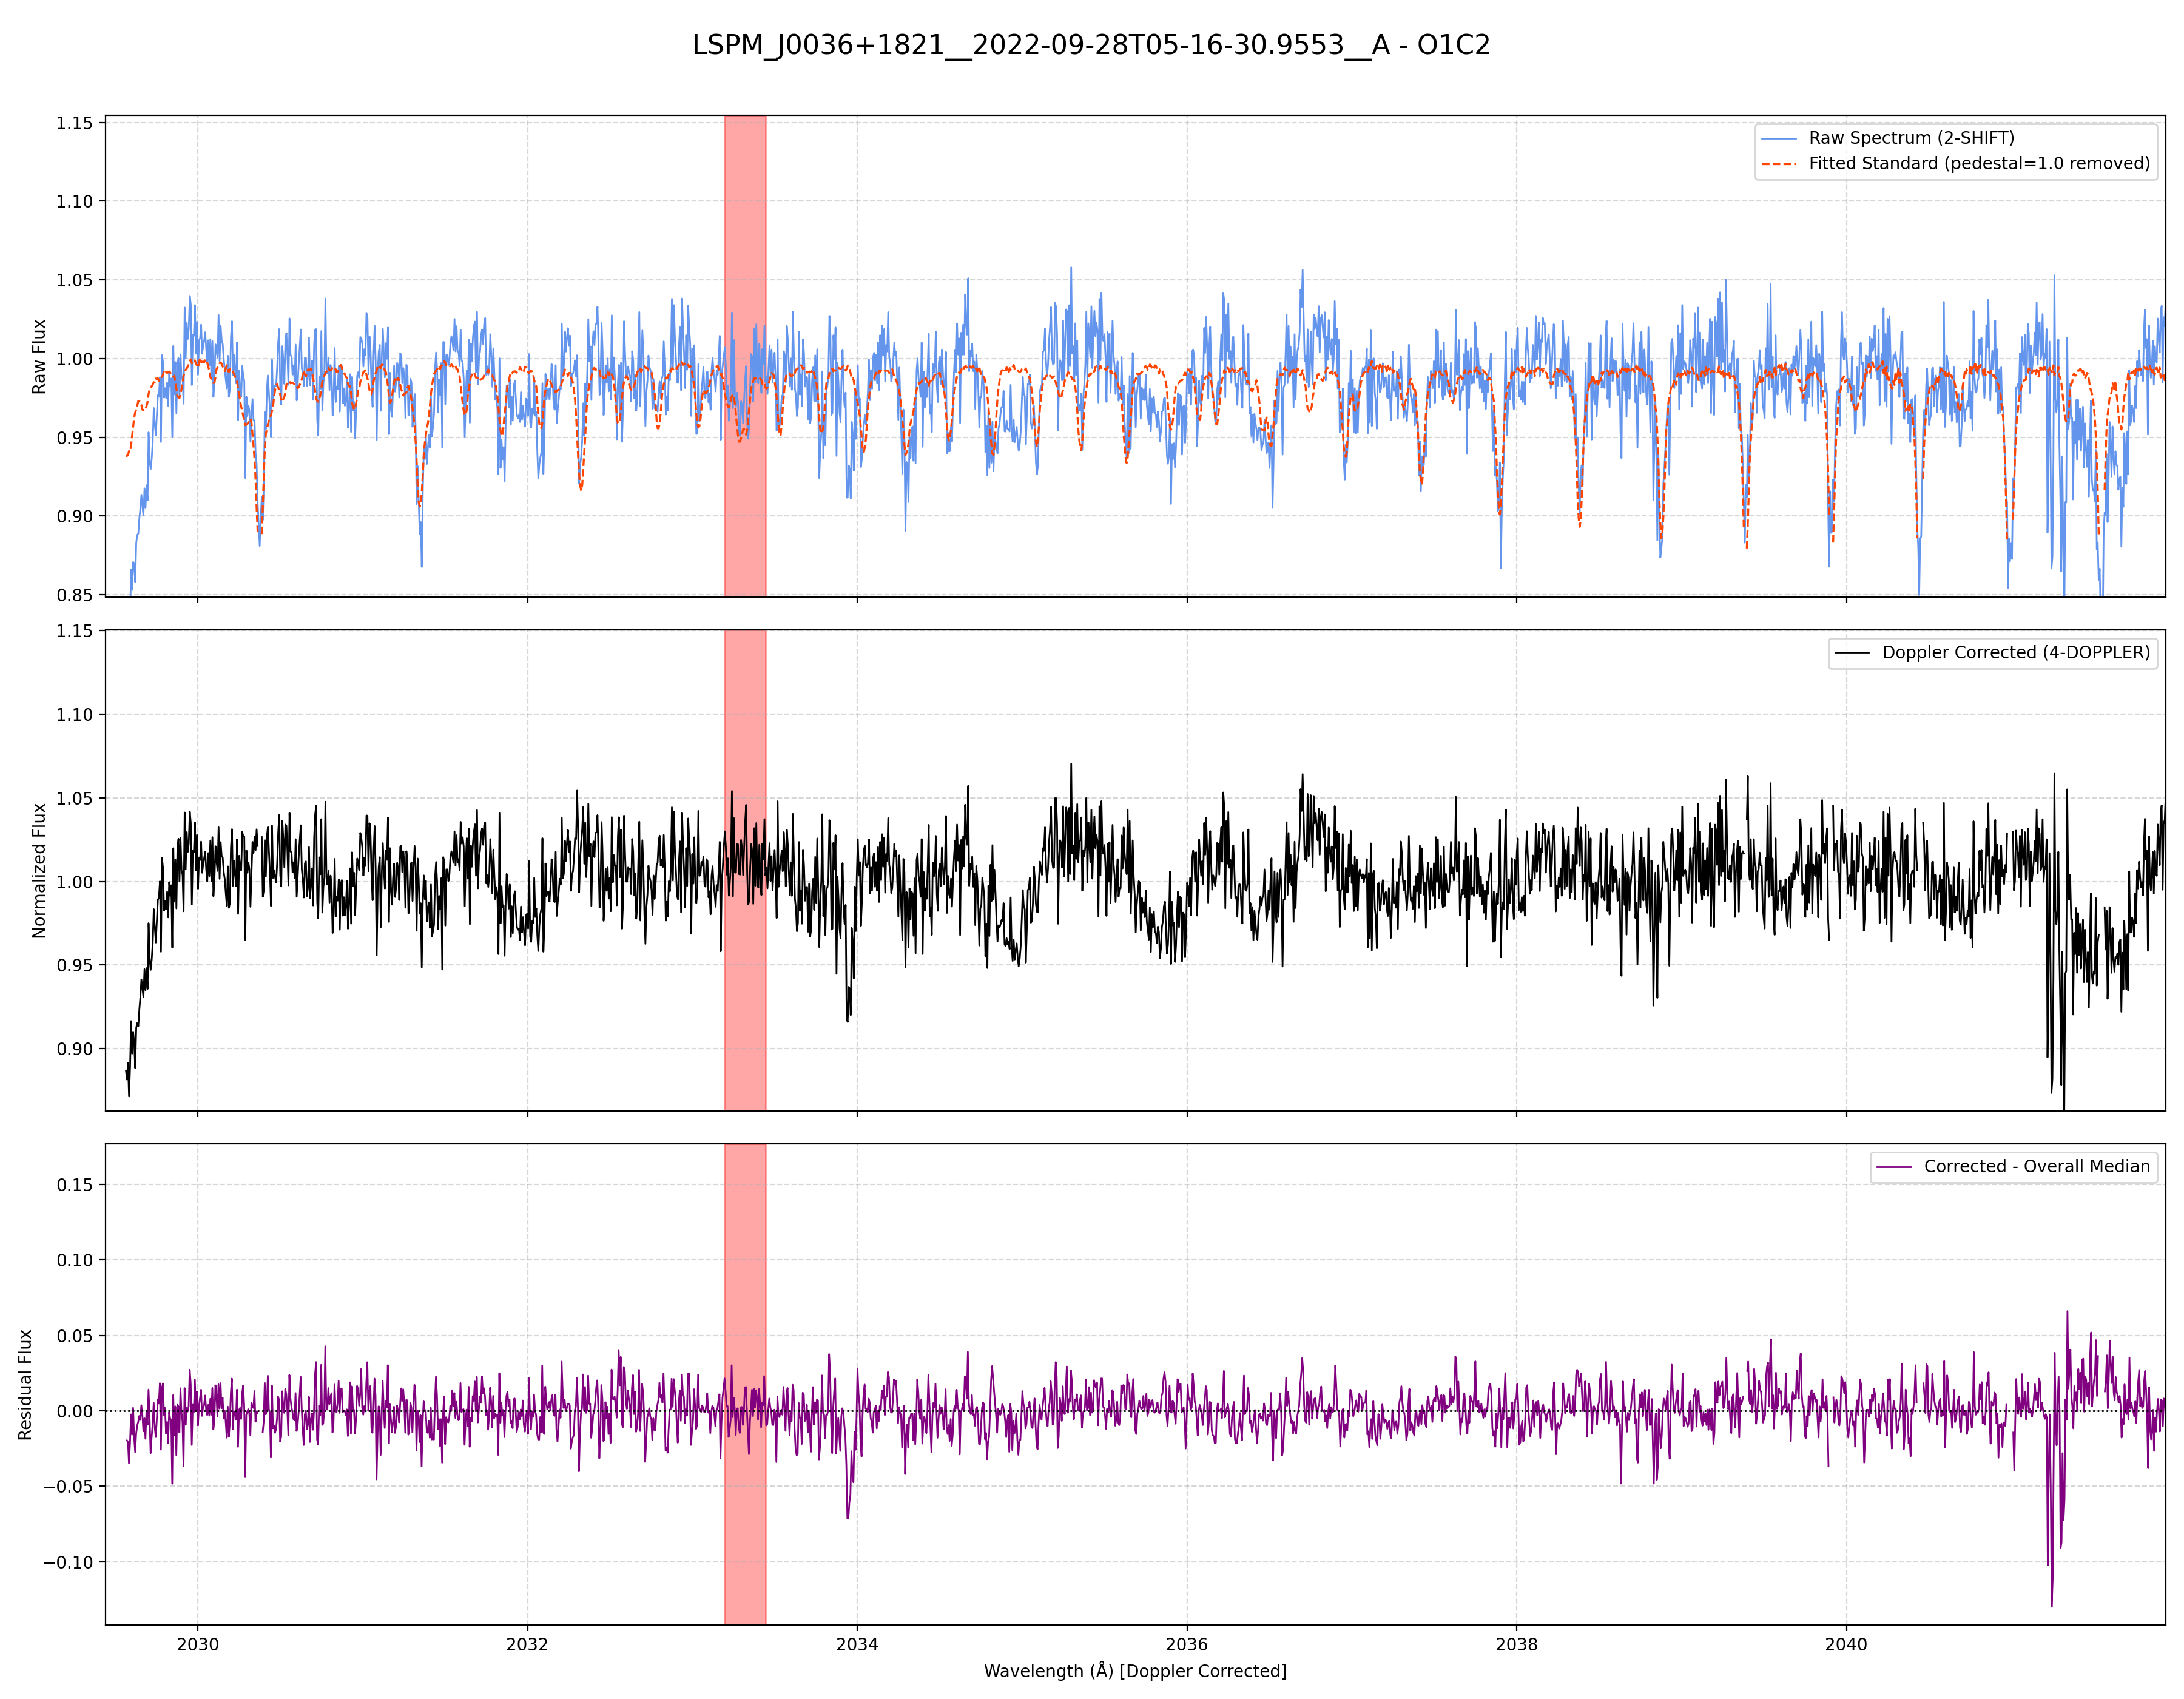 LSPM_J0036+1821__2022-09-28T05-16-30.9553__A - O1C2
1.15
1.10
1.05
1.00
0.95
0.90
0.85
Raw Flux
Raw Spectrum (2-SHIFT)
Fitted Standard (pedestal=1.0 removed)
1.15
1.10
1.05
1.00
0.95
0.90
Normalized Flux
Doppler Corrected (4-DOPPLER)
0.15
0.10
0.05
0.00
−0.05
−0.10
Residual Flux
Corrected - Overall Median
2030 2032 2034 2036 2038 2040
Wavelength (Å) [Doppler Corrected]